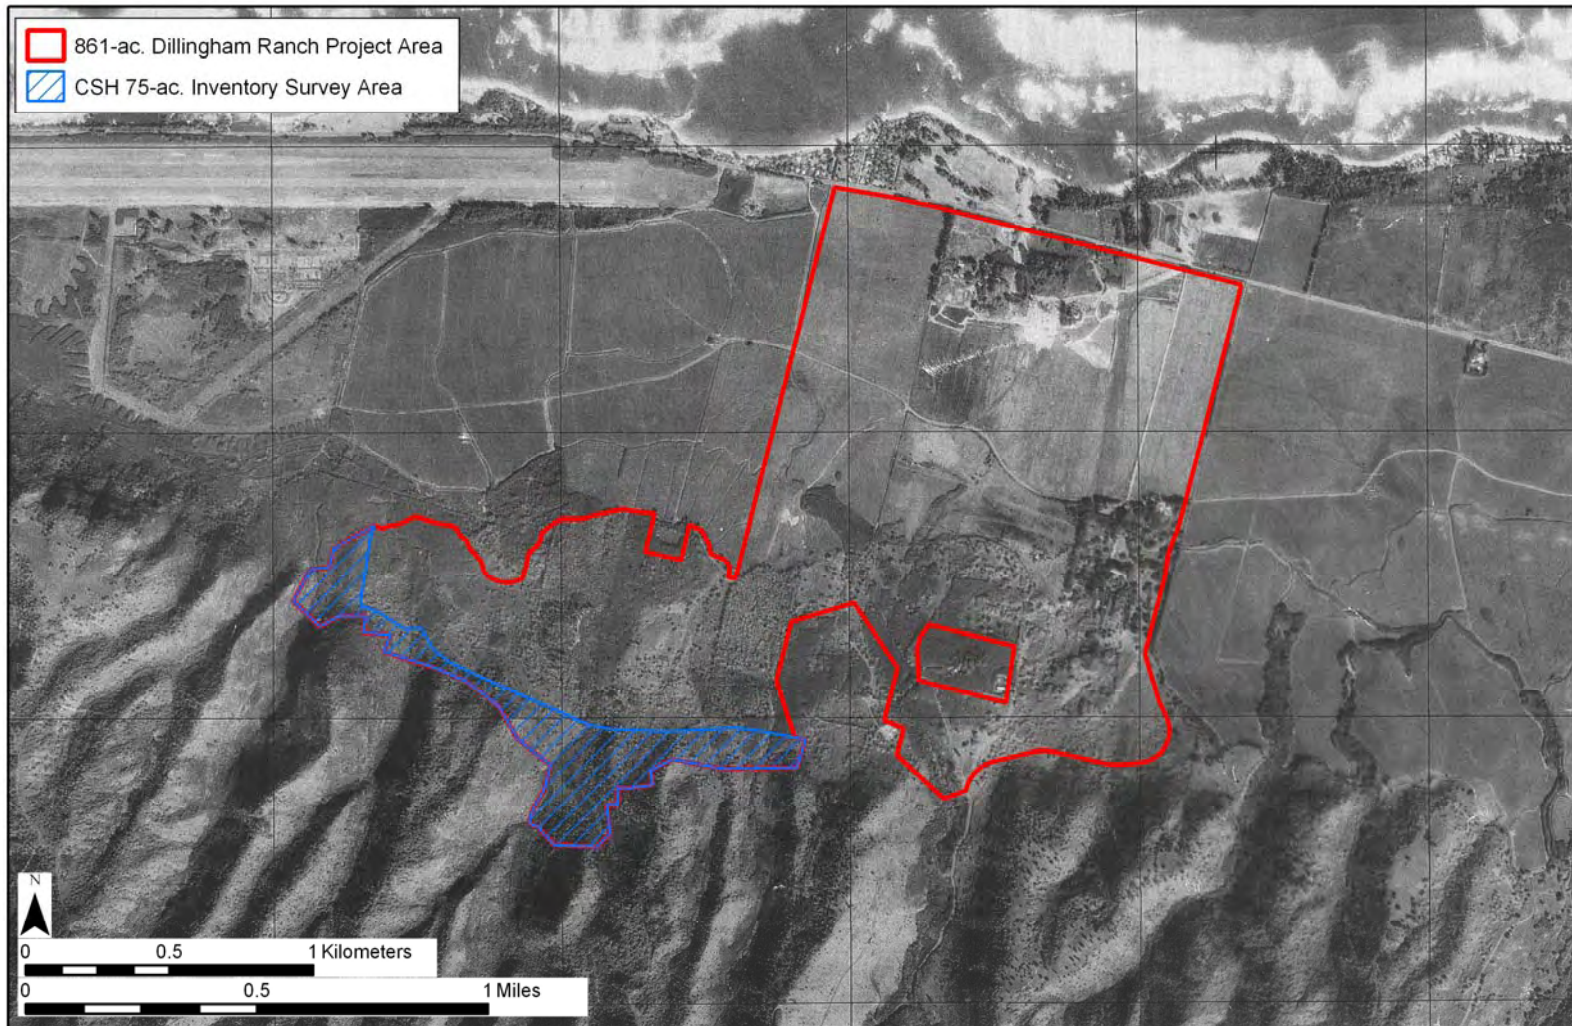 861-ac. Dillingham Ranch Project Area
CSH 75-ac. Inventory Survey Area
N
0 0.5 1 Kilometers
0 0.5 1 Miles